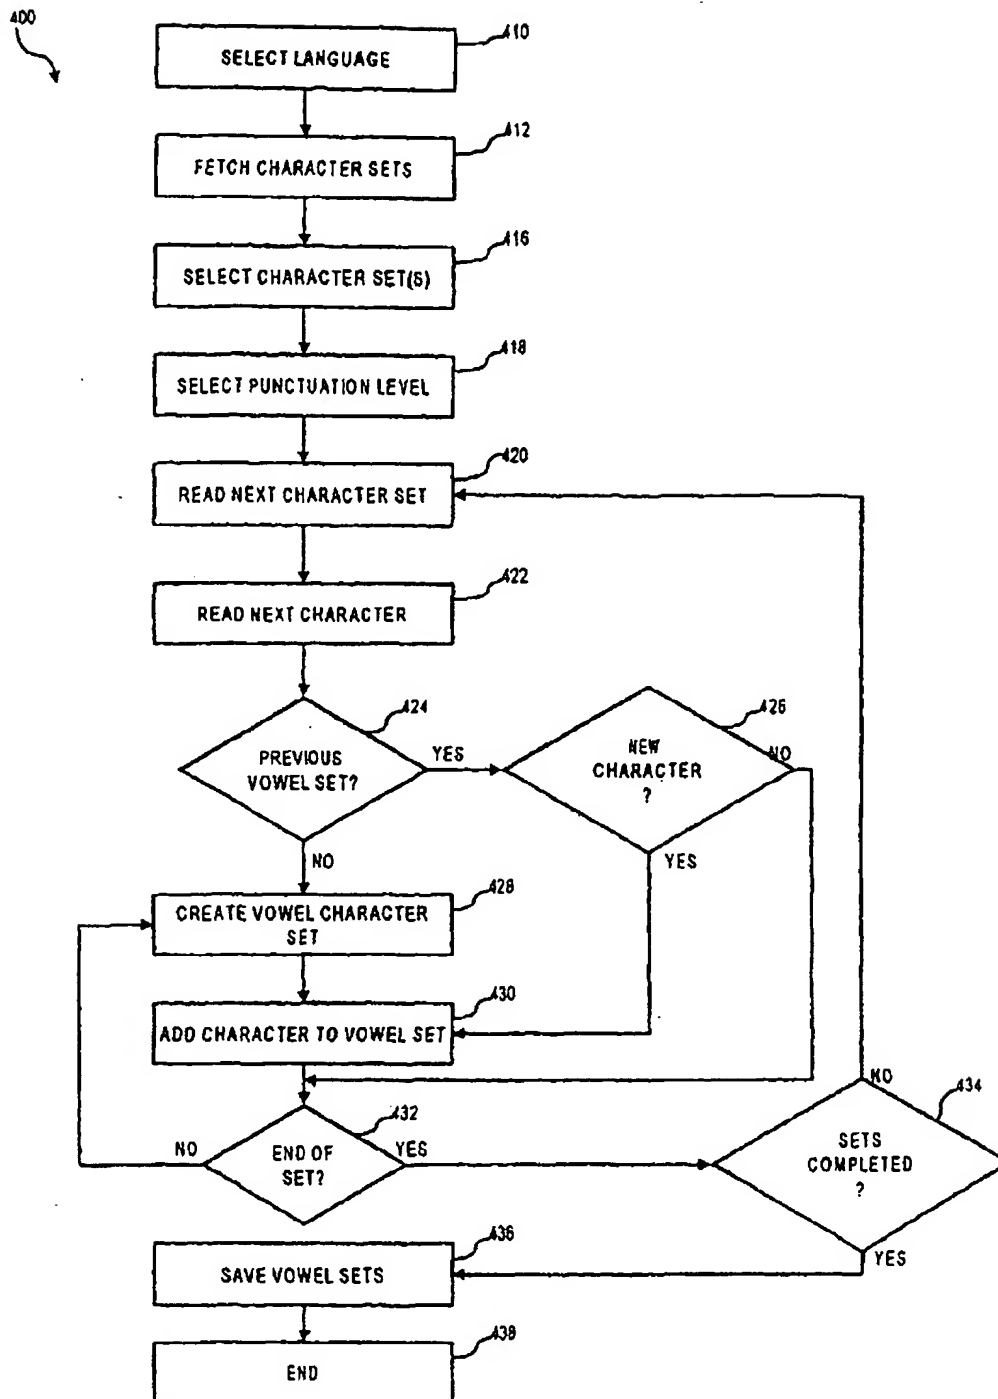 400
410
SELECT LANGUAGE
412
FETCH CHARACTER SETS
416
SELECT CHARACTER SET(S)
418
SELECT PUNCTUATION LEVEL
420
READ NEXT CHARACTER SET
422
READ NEXT CHARACTER
424
PREVIOUS
VOWEL SET?
YES
NO
426
NEW
CHARACTER
?
NO
YES
428
CREATE VOWEL CHARACTER
SET
430
ADD CHARACTER TO VOWEL SET
432
END OF
SET?
NO
YES
434
SETS
COMPLETED
?
NO
YES
436
SAVE VOWEL SETS
438
END